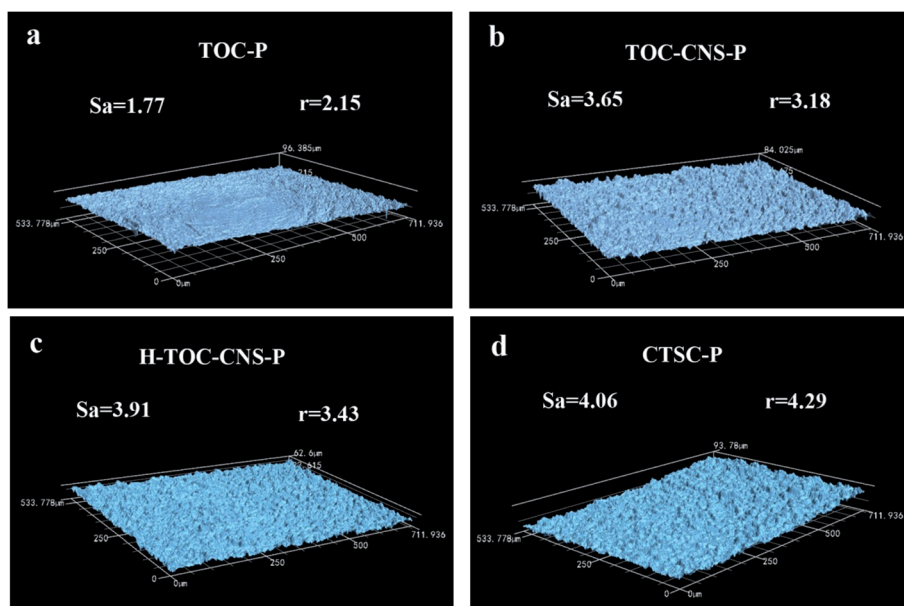 a
TOC-P
Sa=1.77 r=2.15
96.385μm
533.778μm
711.936
250
500
250
0
0μm
b
TOC-CNS-P
Sa=3.65 r=3.18
84.025μm
533.778μm
711.936
250
500
250
0
0μm
c
H-TOC-CNS-P
Sa=3.91 r=3.43
62.6μm
533.778μm
711.936
250
500
250
0
0μm
d
CTSC-P
Sa=4.06 r=4.29
93.78μm
533.778μm
711.936
250
500
250
0
0μm